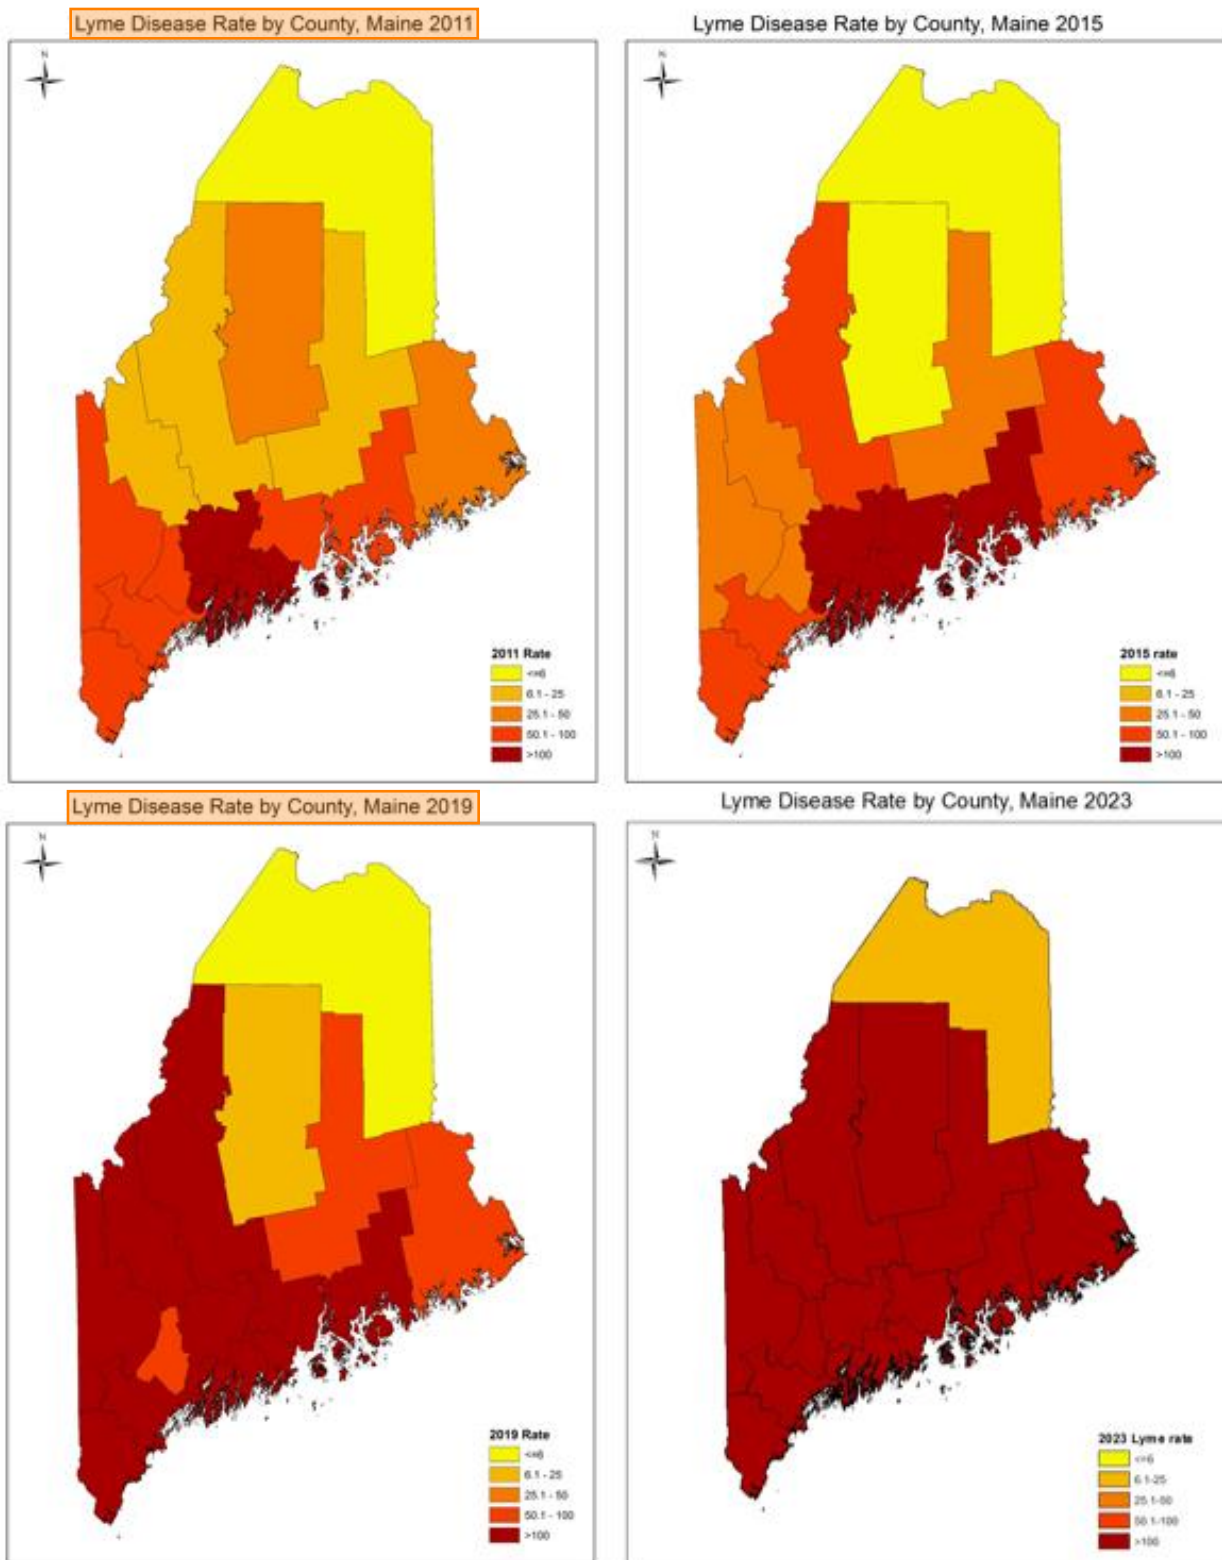 Lyme Disease Rate by County, Maine 2011
N
2011 Rate
<=6
6.1 - 25
25.1 - 50
50.1 - 100
>100
Lyme Disease Rate by County, Maine 2015
N
2015 rate
<=6
6.1 - 25
25.1 - 50
50.1 - 100
>100
Lyme Disease Rate by County, Maine 2019
N
2019 Rate
<=6
6.1 - 25
25.1 - 50
50.1 - 100
>100
Lyme Disease Rate by County, Maine 2023
N
2023 Lyme rate
<=6
6.1-25
25.1-50
50.1-100
>100